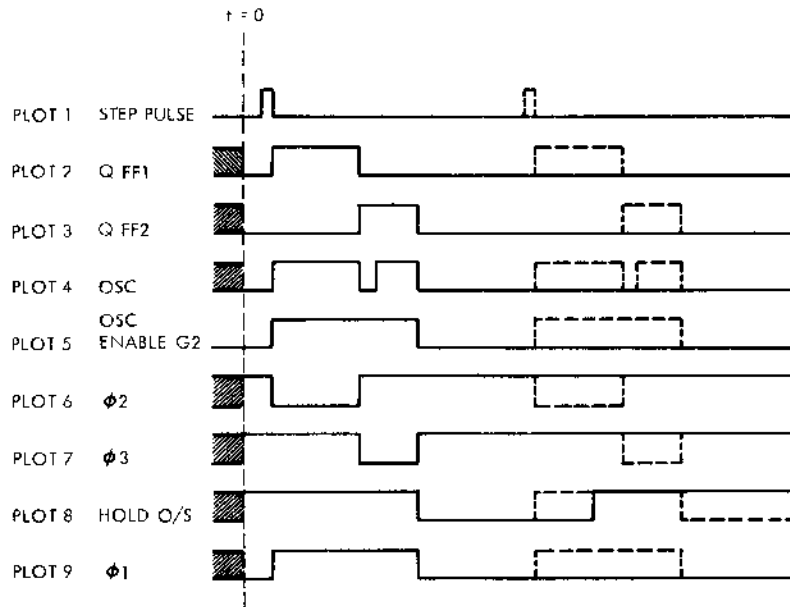 t = 0
PLOT 1 STEP PULSE
PLOT 2 Q FF1
PLOT 3 Q FF2
PLOT 4 OSC
OSC
PLOT 5 ENABLE G2
PLOT 6 ϕ2
PLOT 7 ϕ3
PLOT 8 HOLD O/S
PLOT 9 ϕ1